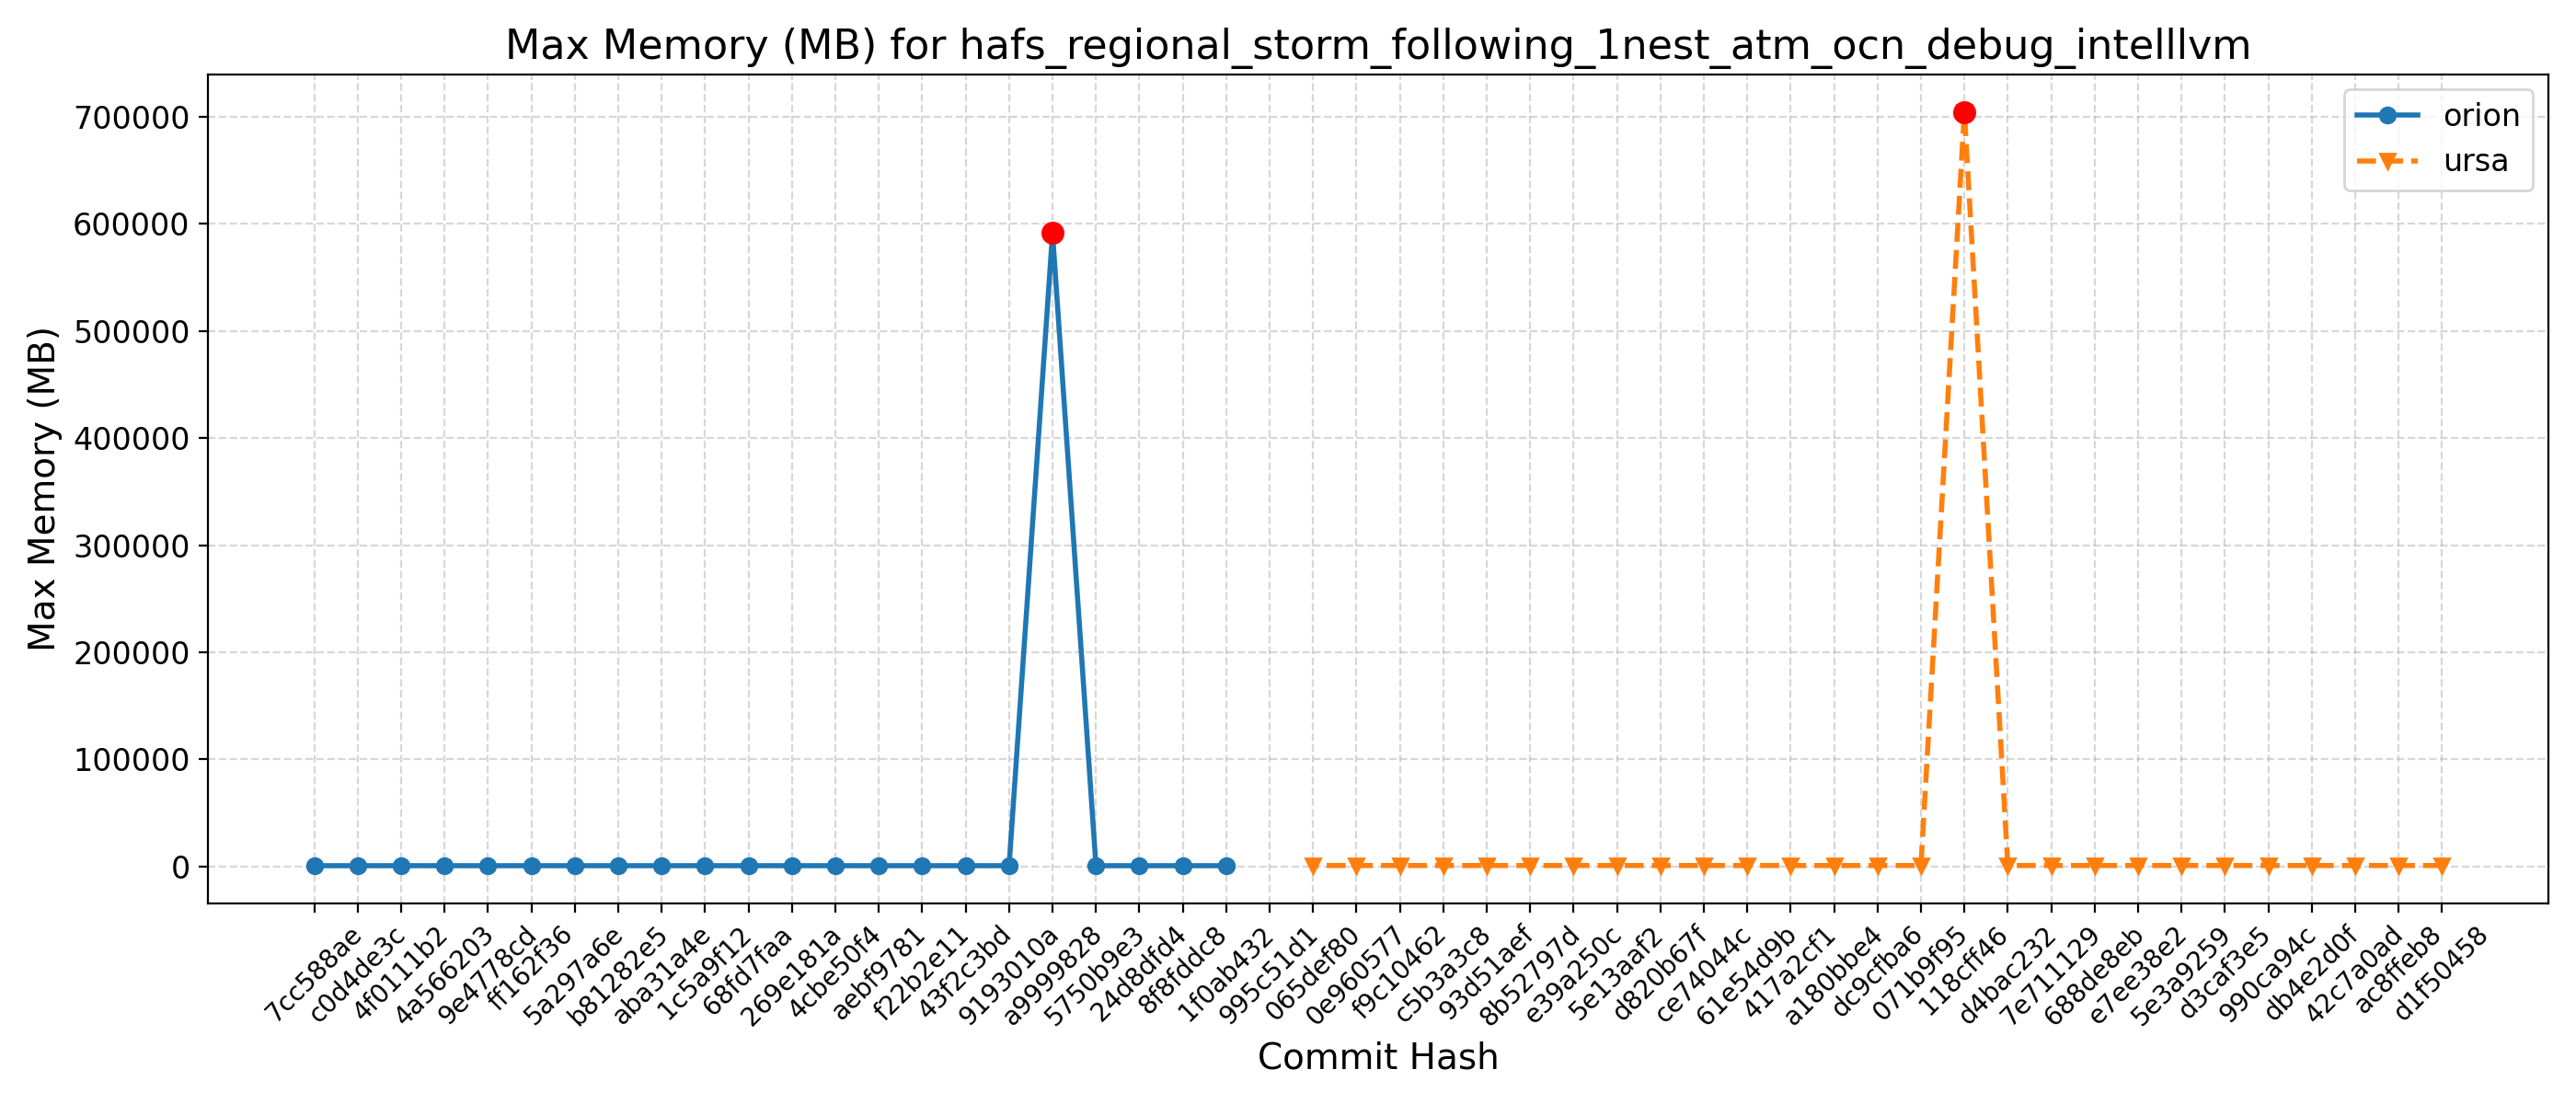 Max Memory (MB) for hafs_regional_storm_following_1nest_atm_ocn_debug_intelllvm
orion
ursa
Max Memory (MB)
700000
600000
500000
400000
300000
200000
100000
0
7cc588ae
c0d4de3c
4f0111b2
4a566203
9e4778cd
ff162f36
5a297a6e
b81282e5
aba31a4e
1c5a9f12
68fd7faa
269e181a
4cbe50f4
aebf9781
f22b2e11
43f2c3bd
9193010a
a9999828
5750b9e3
24d8dfd4
8f8fddc8
1f0ab432
995c51d1
065def80
0e960577
f9c10462
c5b3a3c8
93d51aef
8b52797d
e39a250c
5e13aaf2
d820b67f
ce74044c
61e54d9b
417a2cf1
a180bbe4
dc9cfba6
071b9f95
118cff46
d4bac232
7e711129
688de8eb
e7ee38e2
5e3a9259
d3caf3e5
990ca94c
db4e2d0f
42c7a0ad
ac8ffeb8
d1f50458
Commit Hash